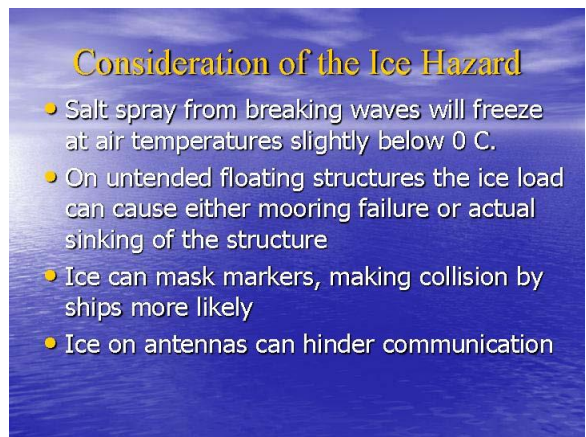 Consideration of the Ice Hazard
• Salt spray from breaking waves will freeze
at air temperatures slightly below 0 C.
• On untended floating structures the ice load
can cause either mooring failure or actual
sinking of the structure
• Ice can mask markers, making collision by
ships more likely
• Ice on antennas can hinder communication